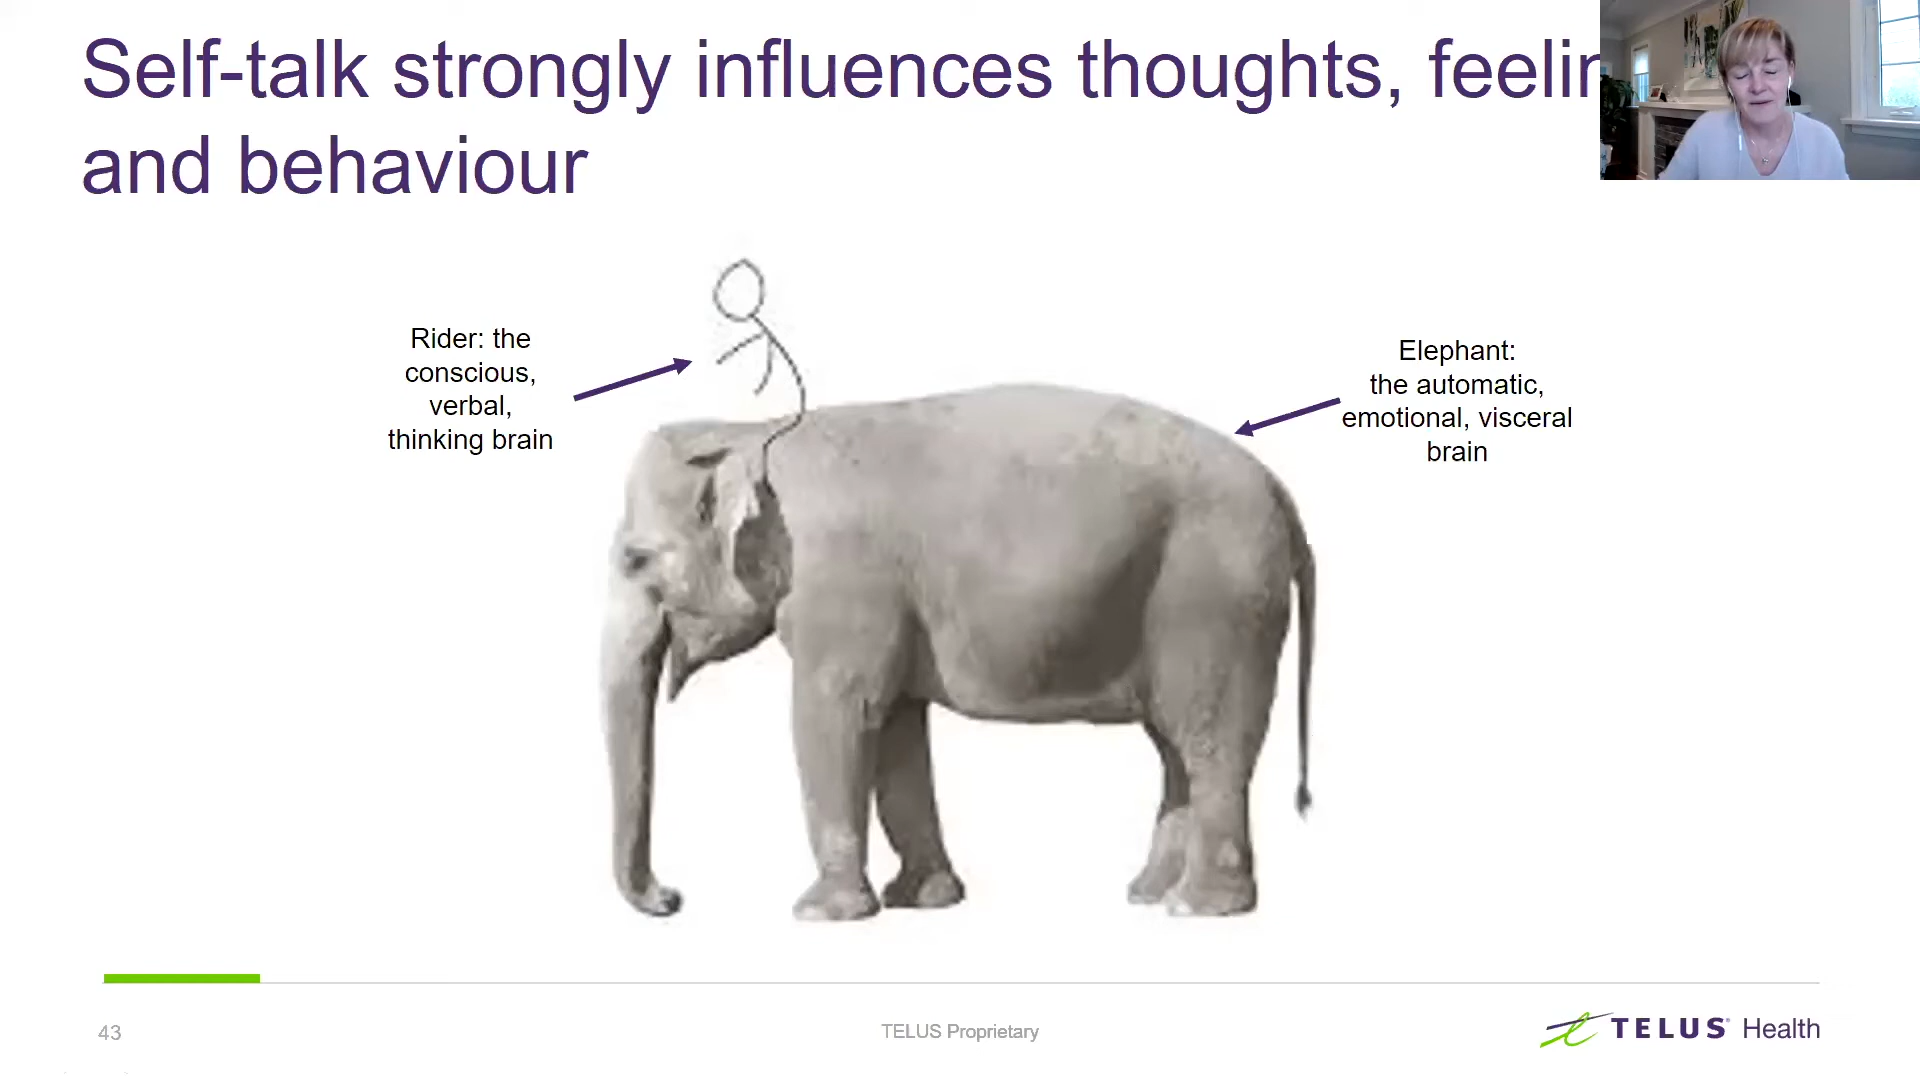 Self-talk strongly influences thoughts,
and behaviour
Rider: the
conscious,
verbal,
thinking brain
Elephant:
the automatic,
emotional, visceral
brain
43
TELUS Proprietary
TELUS Health